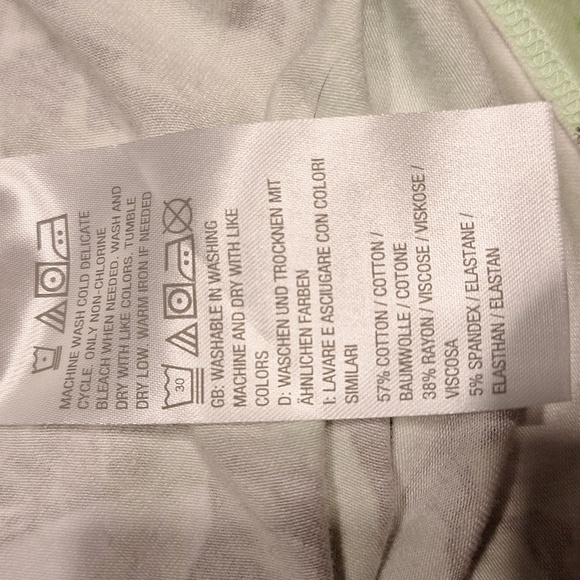 MACHINE WASH COLD DELICATE
CYCLE. ONLY NON-CHLORINE
BLEACH WHEN NEEDED. WASH AND
DRY WITH LIKE COLORS. TUMBLE
DRY LOW. WARM IRON IF NEEDED
30
GB: WASHABLE IN WASHING
MACHINE AND DRY WITH LIKE
COLORS
D: WASCHEN UND TROCKNEN MIT
ÄHNLICHEN FARBEN
I: LAVARE E ASCIUGARE CON COLORI
SIMILARI
57% COTTON / COTTON /
BAUMWOLLE / COTONE
38% RAYON / VISCOSE / VISKOSE /
VISCOSA
5% SPANDEX / ELASTANE /
ELASTHAN / ELASTAN